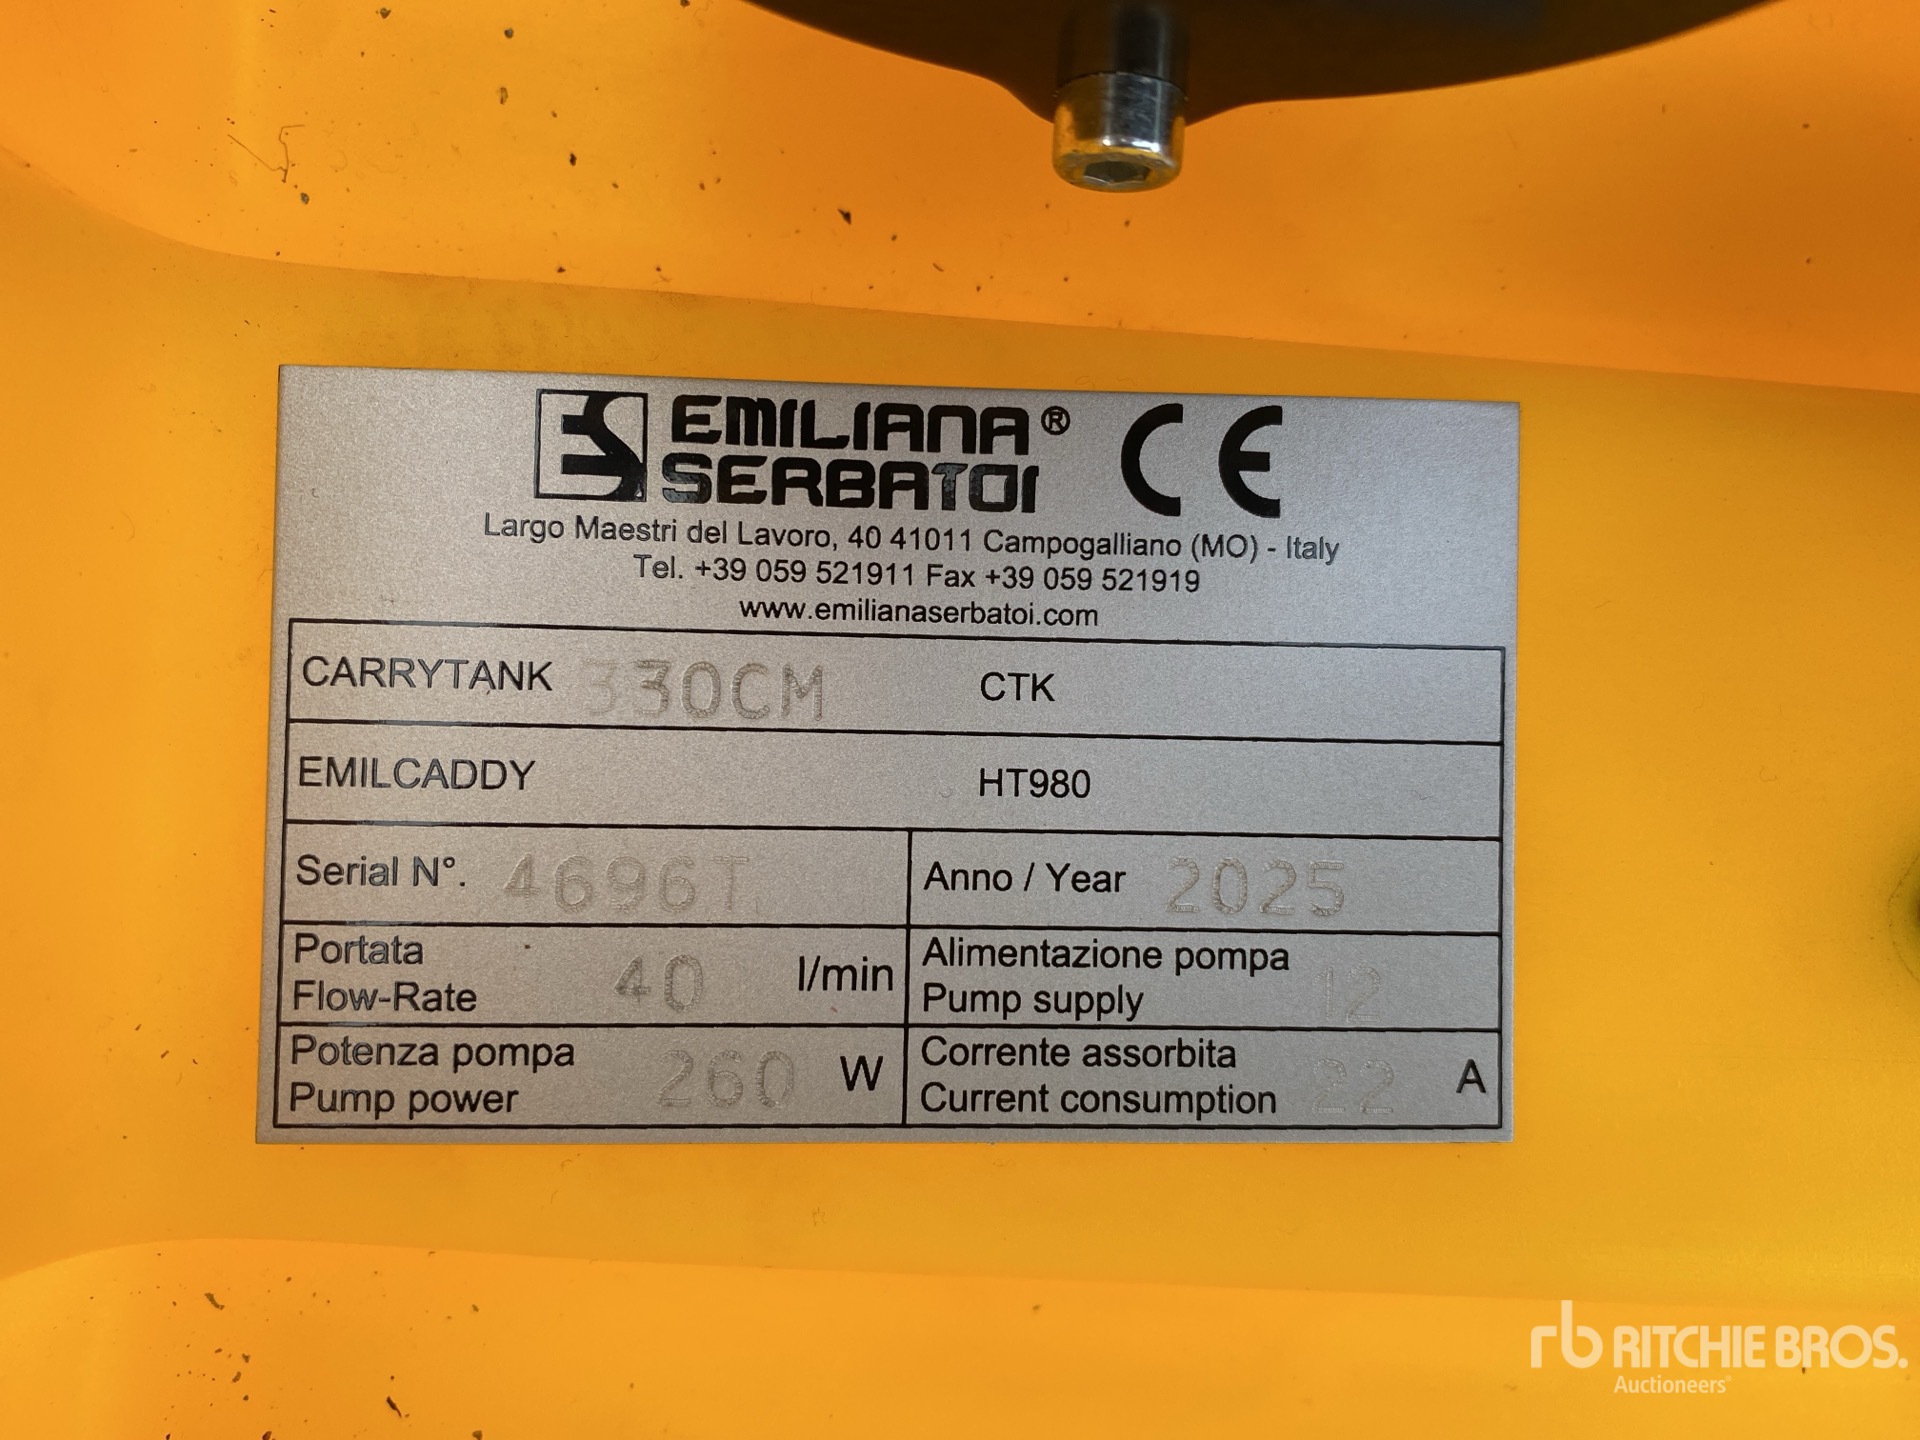 ES EMILIANA® CE
SERBATOI
Largo Maestri del Lavoro, 40 41011 Campogalliano (MO) - Italy
Tel. +39 059 521911 Fax +39 059 521919
www.emilianaserbatoi.com
CARRYTANK 330CM CTK
EMILCADDY HT980
Serial N°. 4696T Anno / Year 2025
Portata
Flow-Rate 40 l/min
Alimentazione pompa
Pump supply 12
Potenza pompa
Pump power 260 W
Corrente assorbita
Current consumption 22 A
rb RITCHIE BROS.
Auctioneers